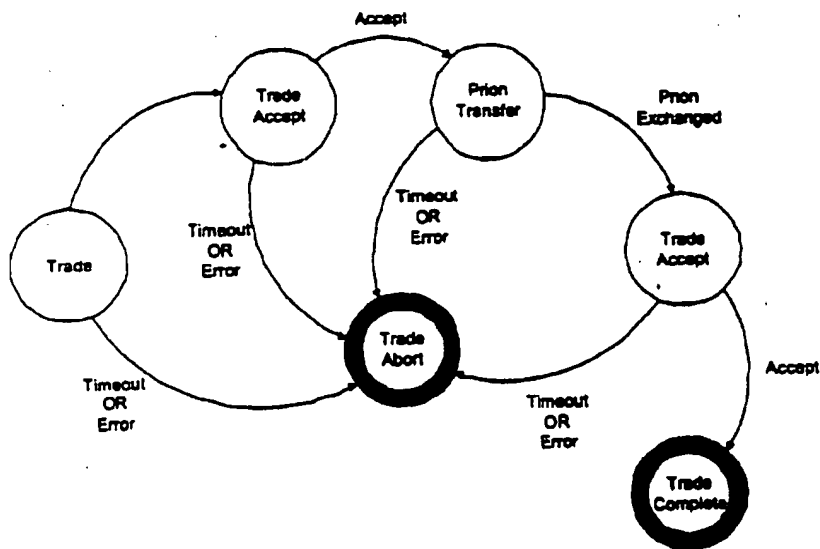 Accept
Trade
Accept
Prion
Transfer
Prion
Exchanged
Timeout
OR
Error
Timeout
OR
Error
Trade
Trade
Accept
Trade
Abort
Timeout
OR
Error
Timeout
OR
Error
Accept
Trade
Complete